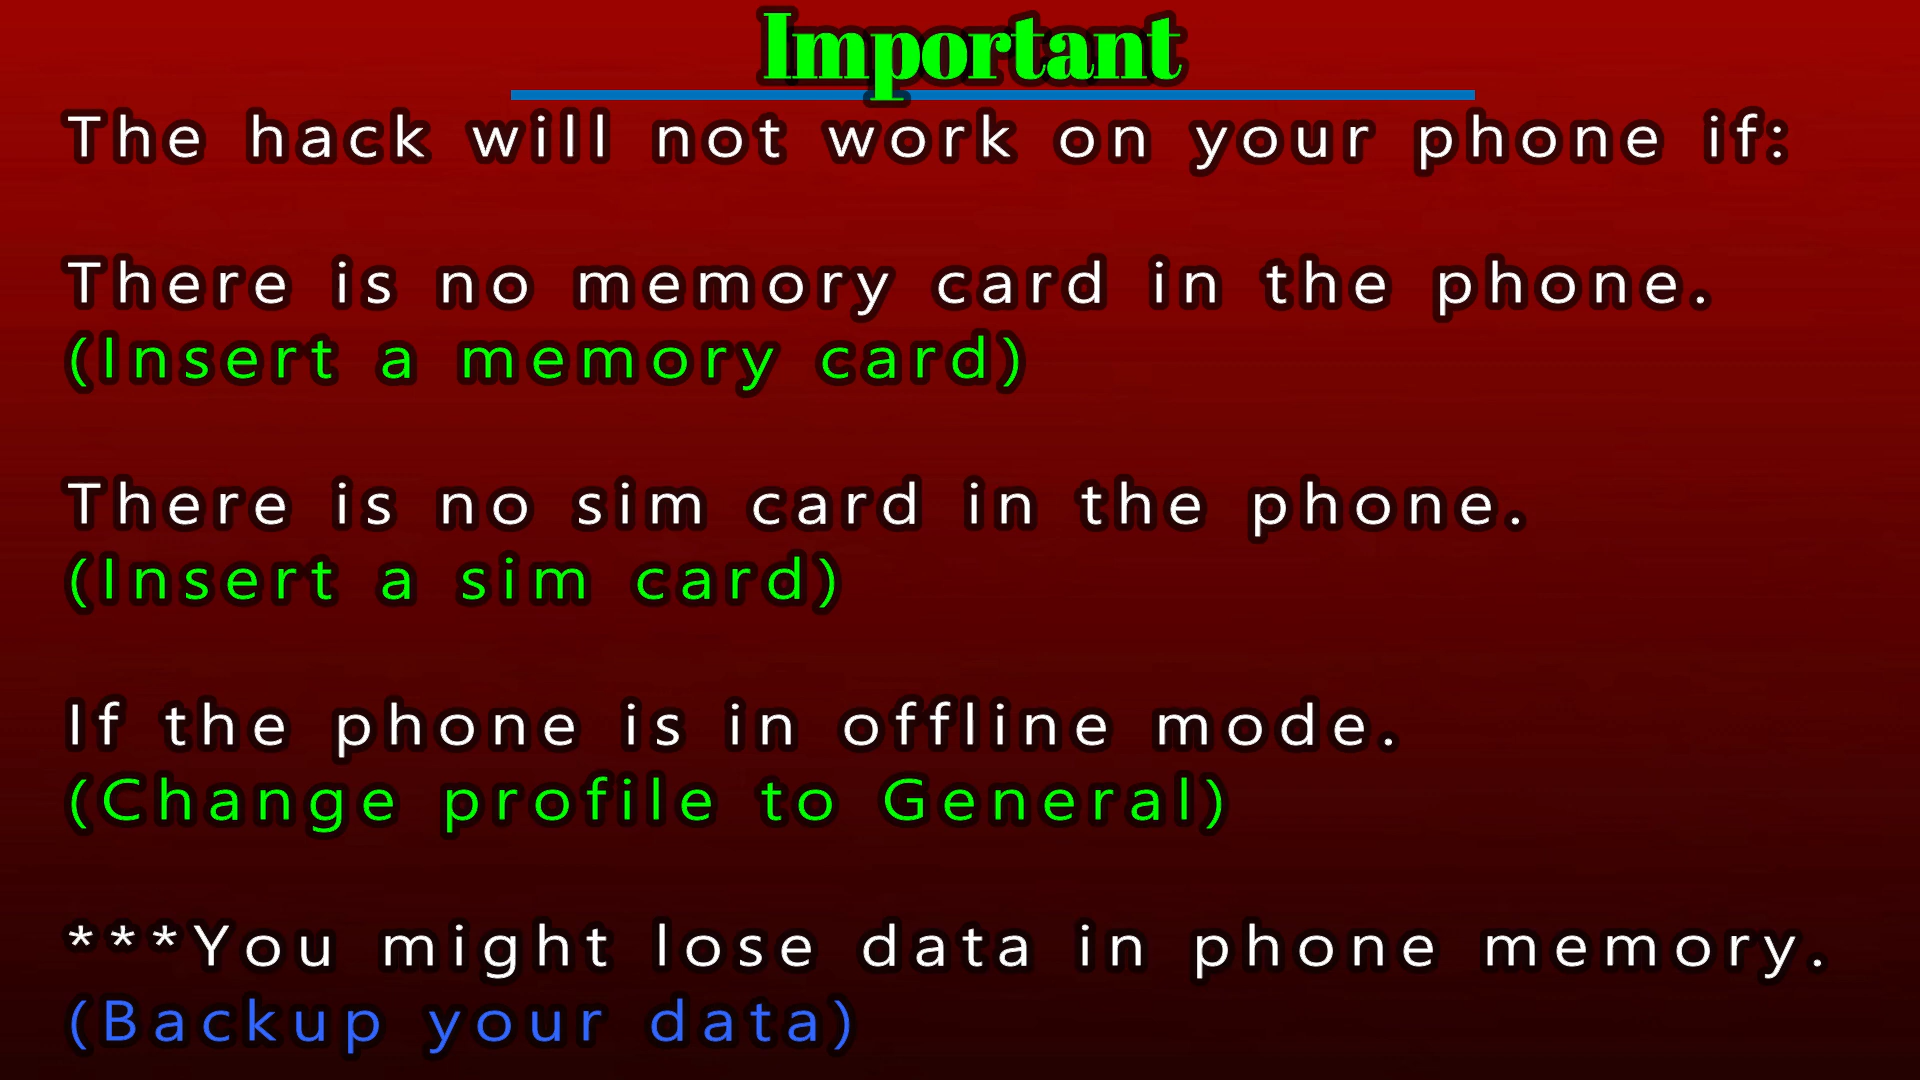 Important
The hack will not work on your phone if:
There is no memory card in the phone.
(Insert a memory card)
There is no sim card in the phone.
(Insert a sim card)
If the phone is in offline mode.
(Change profile to General)
***You might lose data in phone memory.
(Backup your data)